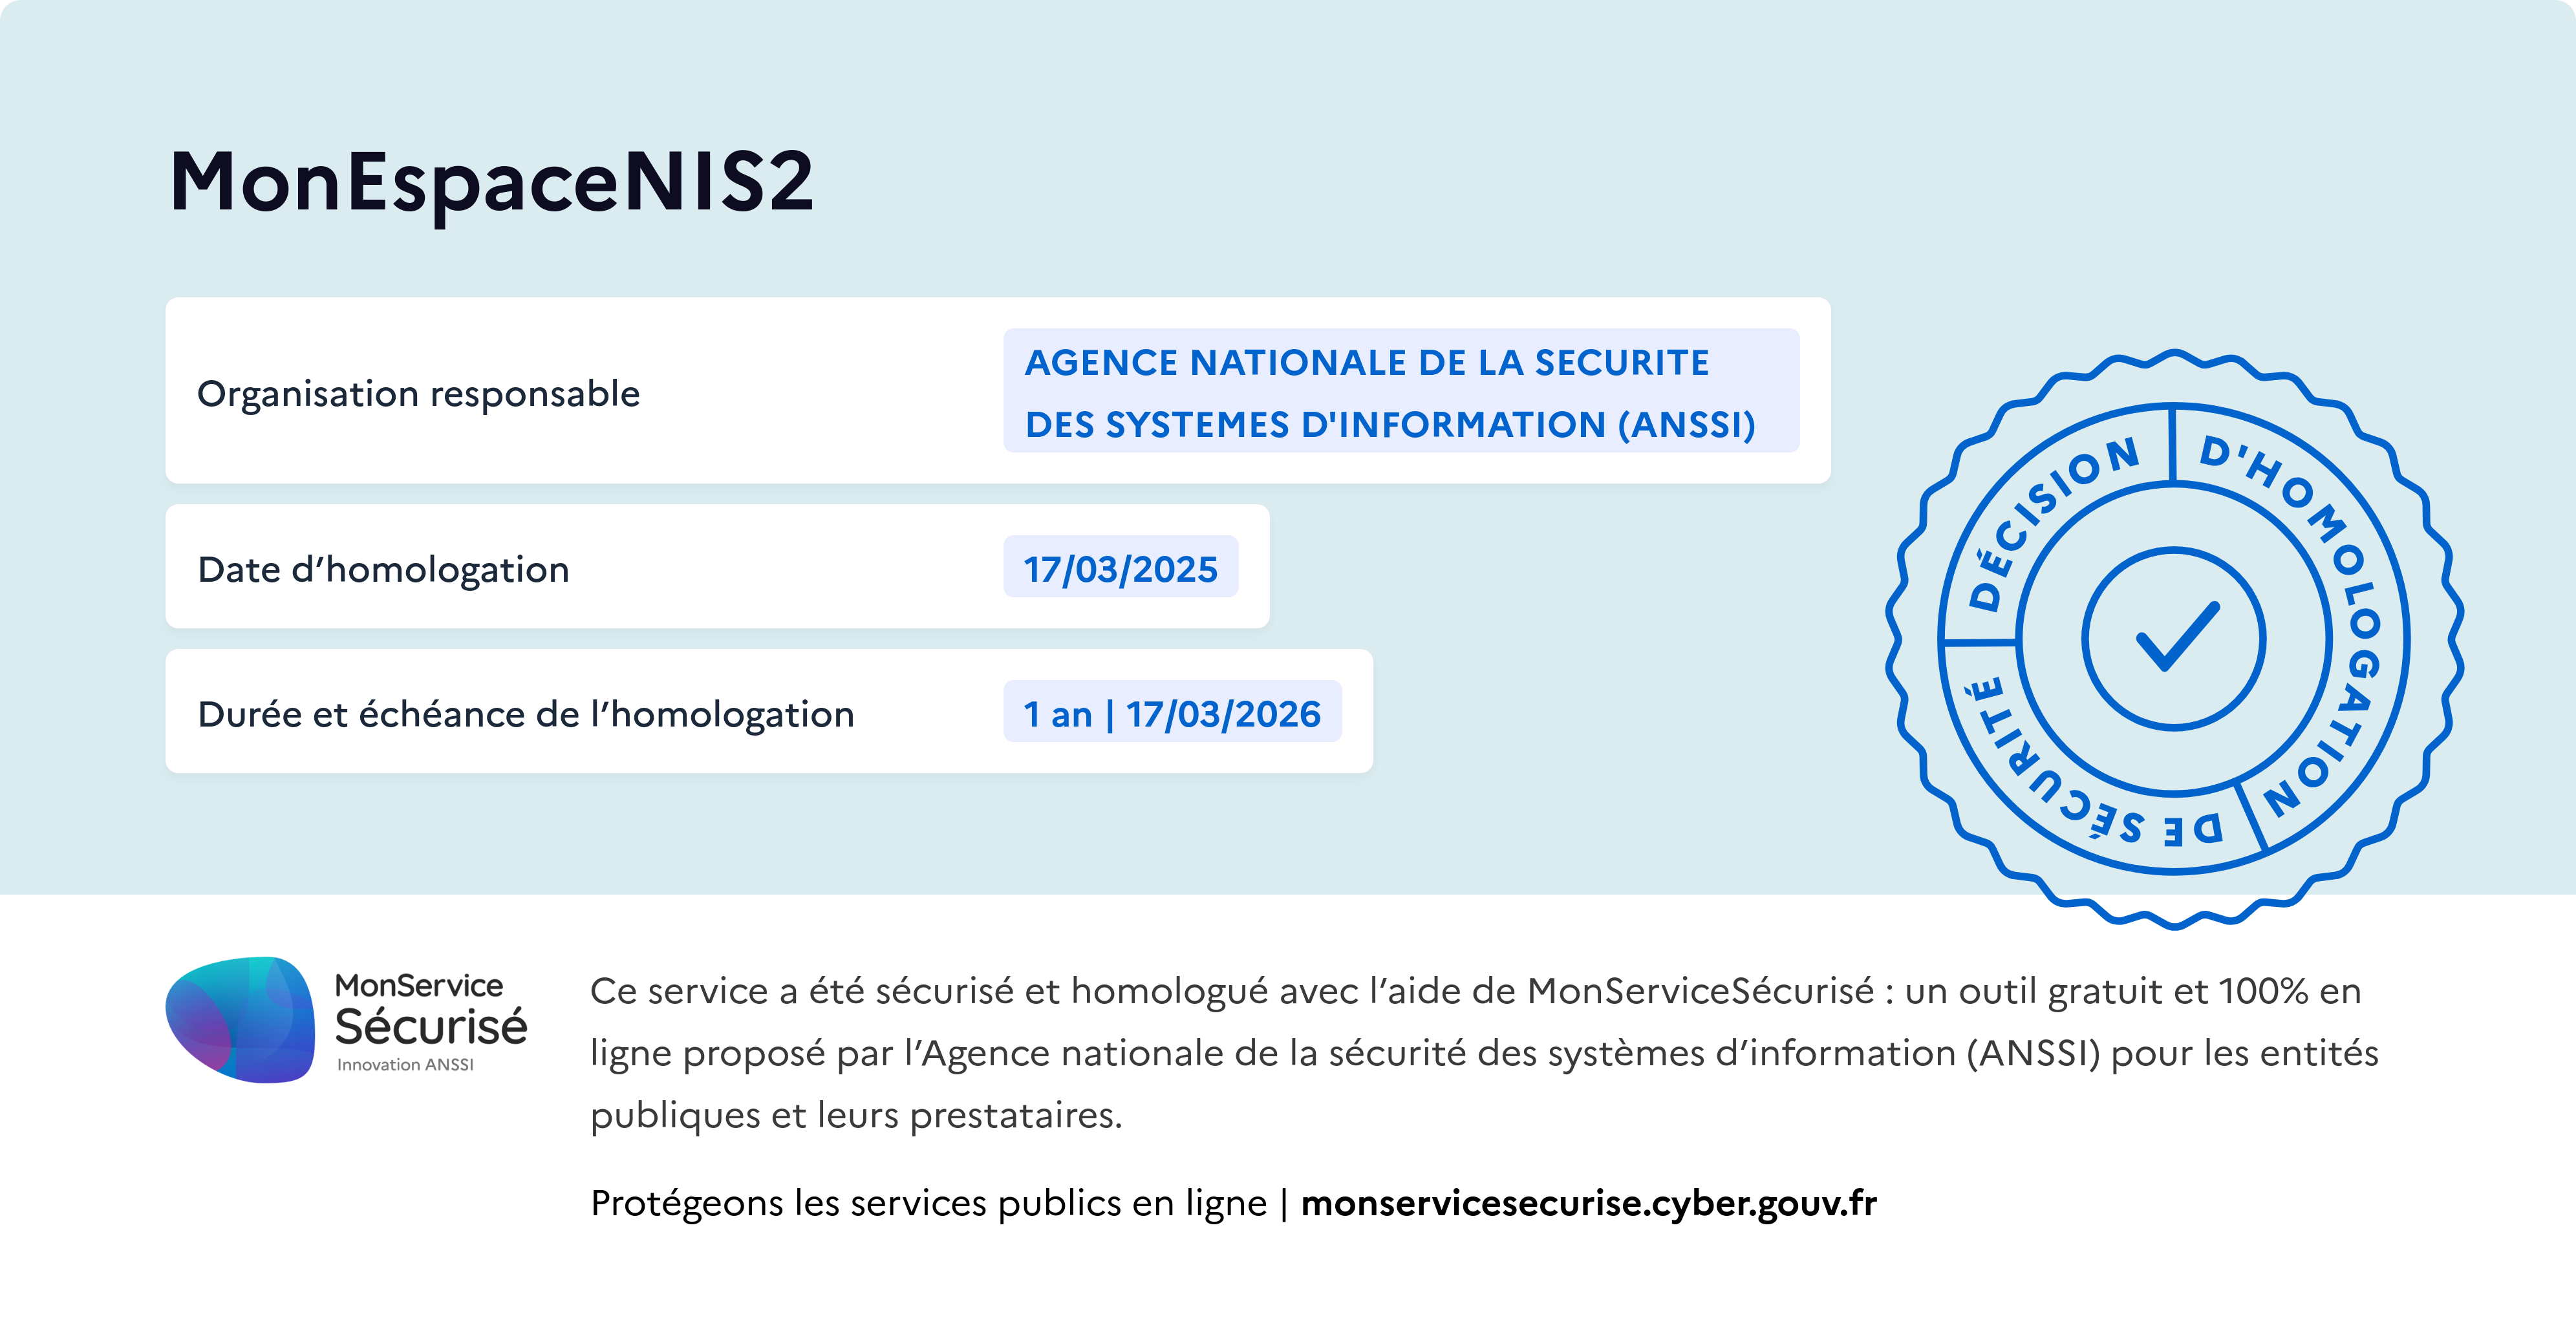 MonEspaceNIS2
Organisation responsable
AGENCE NATIONALE DE LA SECURITE
DES SYSTEMES D'INFORMATION (ANSSI)
Date d’homologation
17/03/2025
Durée et échéance de l’homologation
1 an | 17/03/2026
DÉCISION
D'HOMOLOGATION
DE SÉCURITÉ
MonService
Sécurisé
Innovation ANSSI
Ce service a été sécurisé et homologué avec l’aide de MonServiceSécurisé : un outil gratuit et 100% en
ligne proposé par l’Agence nationale de la sécurité des systèmes d’information (ANSSI) pour les entités
publiques et leurs prestataires.
Protégeons les services publics en ligne | monservicesecurise.cyber.gouv.fr